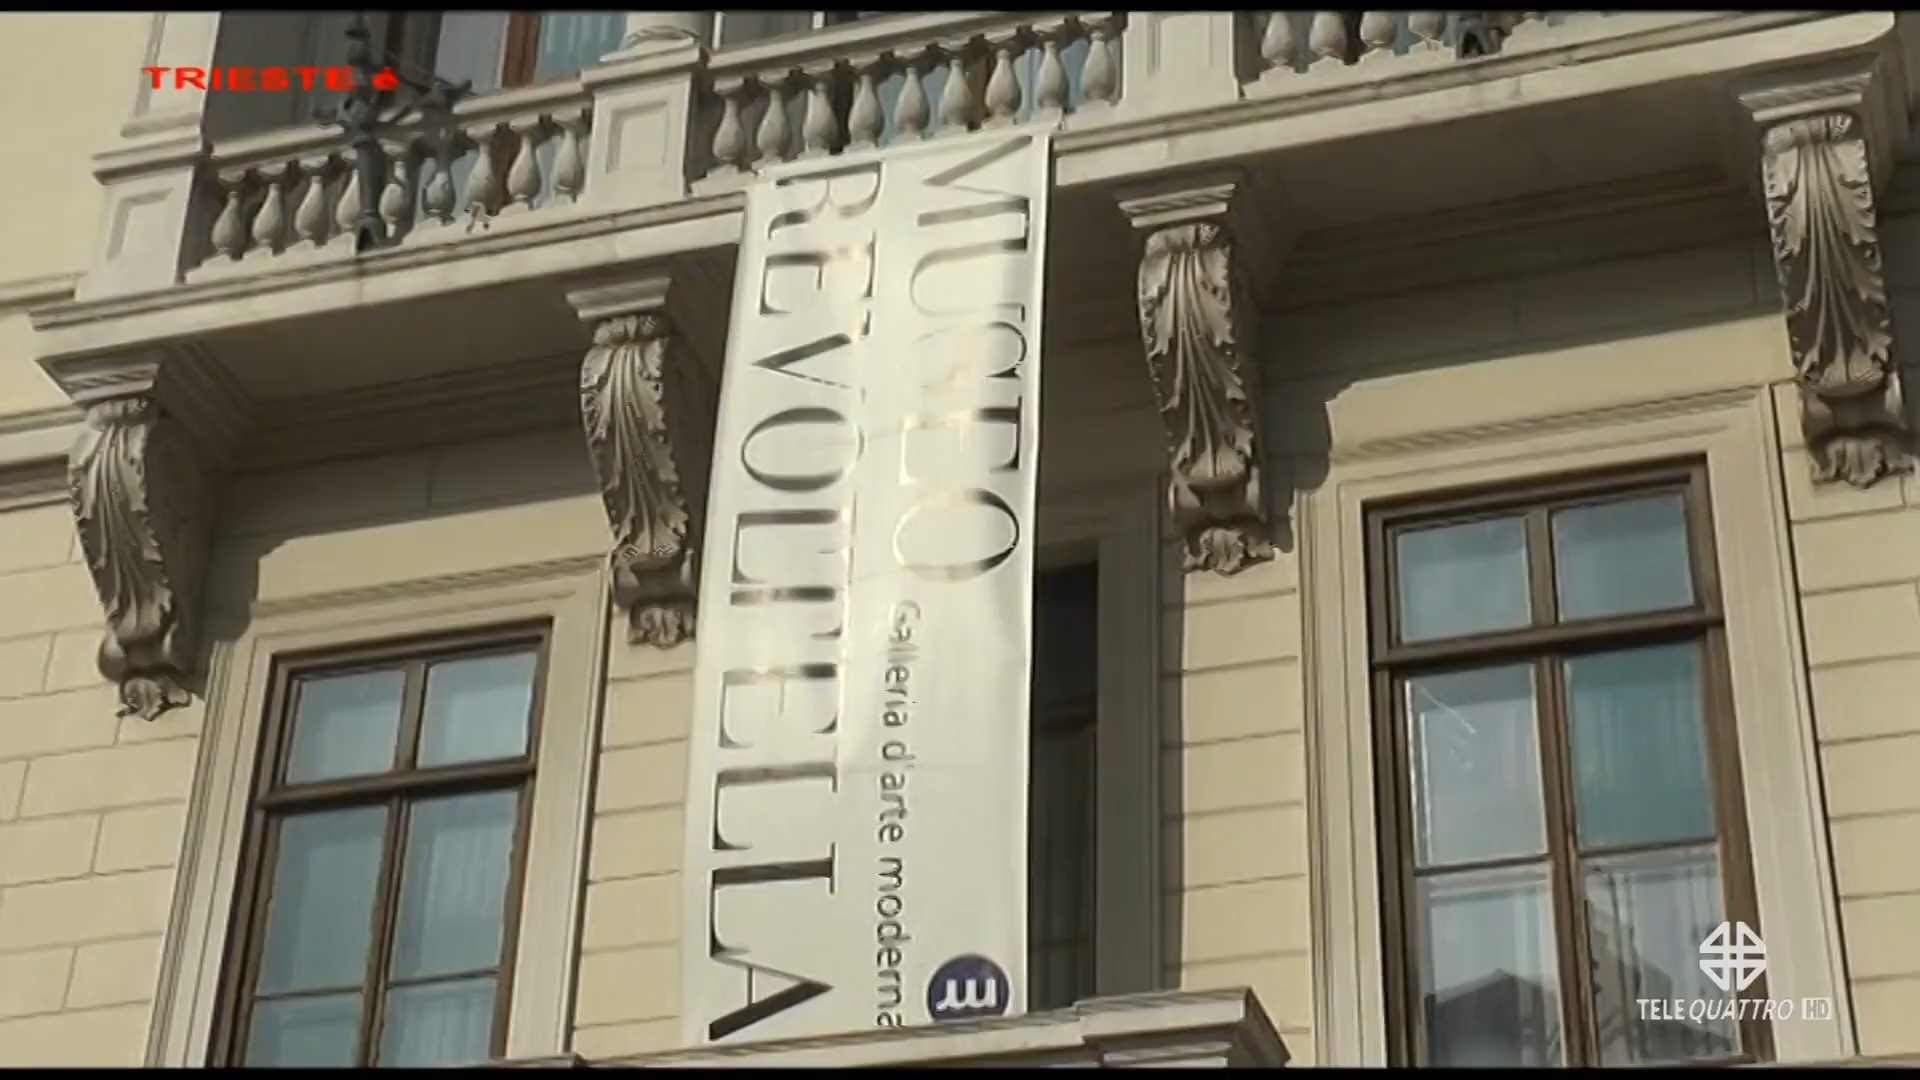 TRIESTE è
MUSEO
REVOLTELLA
Galleria d'arte moderna
m
TELEQUATTRO HD